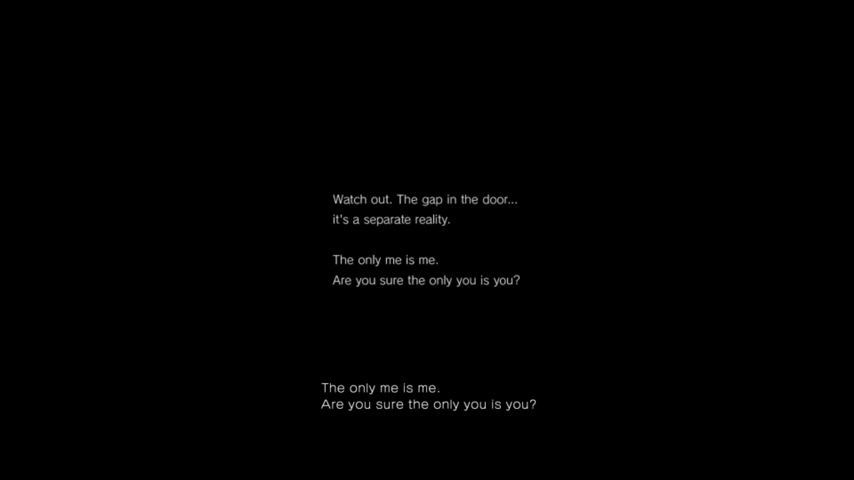 Watch out. The gap in the door...
it's a separate reality.
The only me is me.
Are you sure the only you is you?
The only me is me.
Are you sure the only you is you?